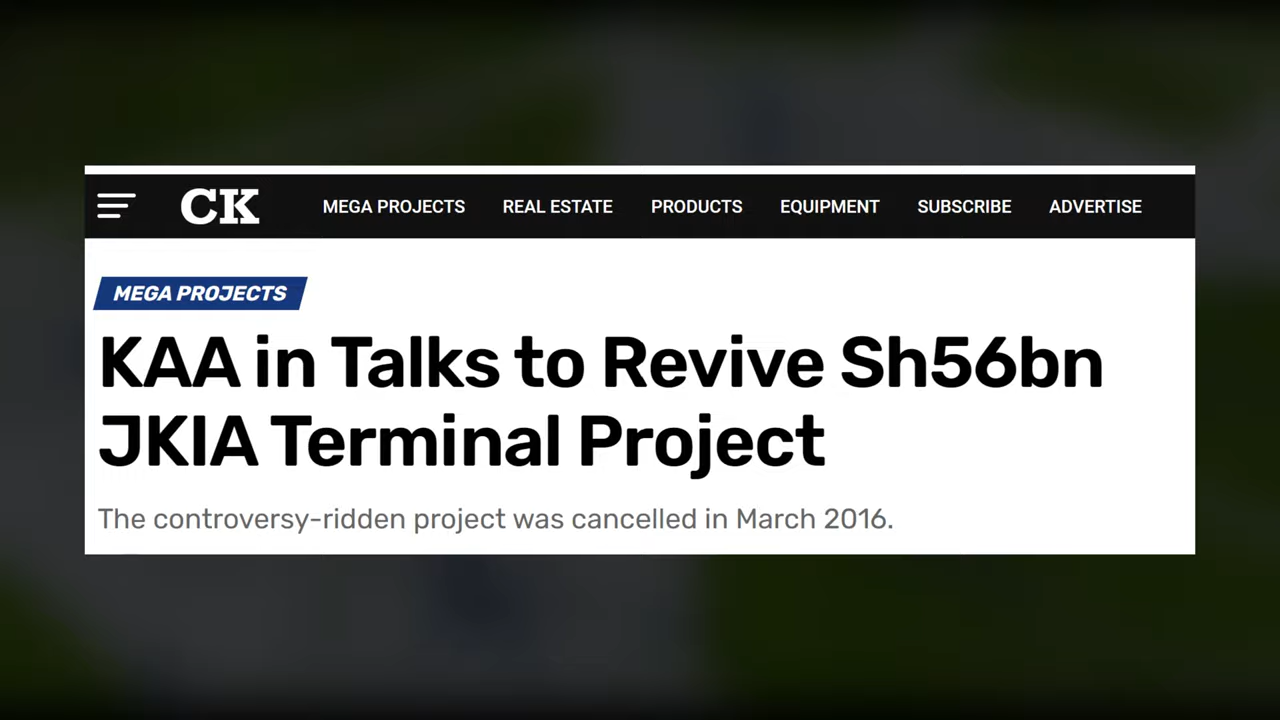 CK MEGA PROJECTS REAL ESTATE PRODUCTS EQUIPMENT SUBSCRIBE ADVERTISE
MEGA PROJECTS
KAA in Talks to Revive Sh56bn
JKIA Terminal Project
The controversy-ridden project was cancelled in March 2016.